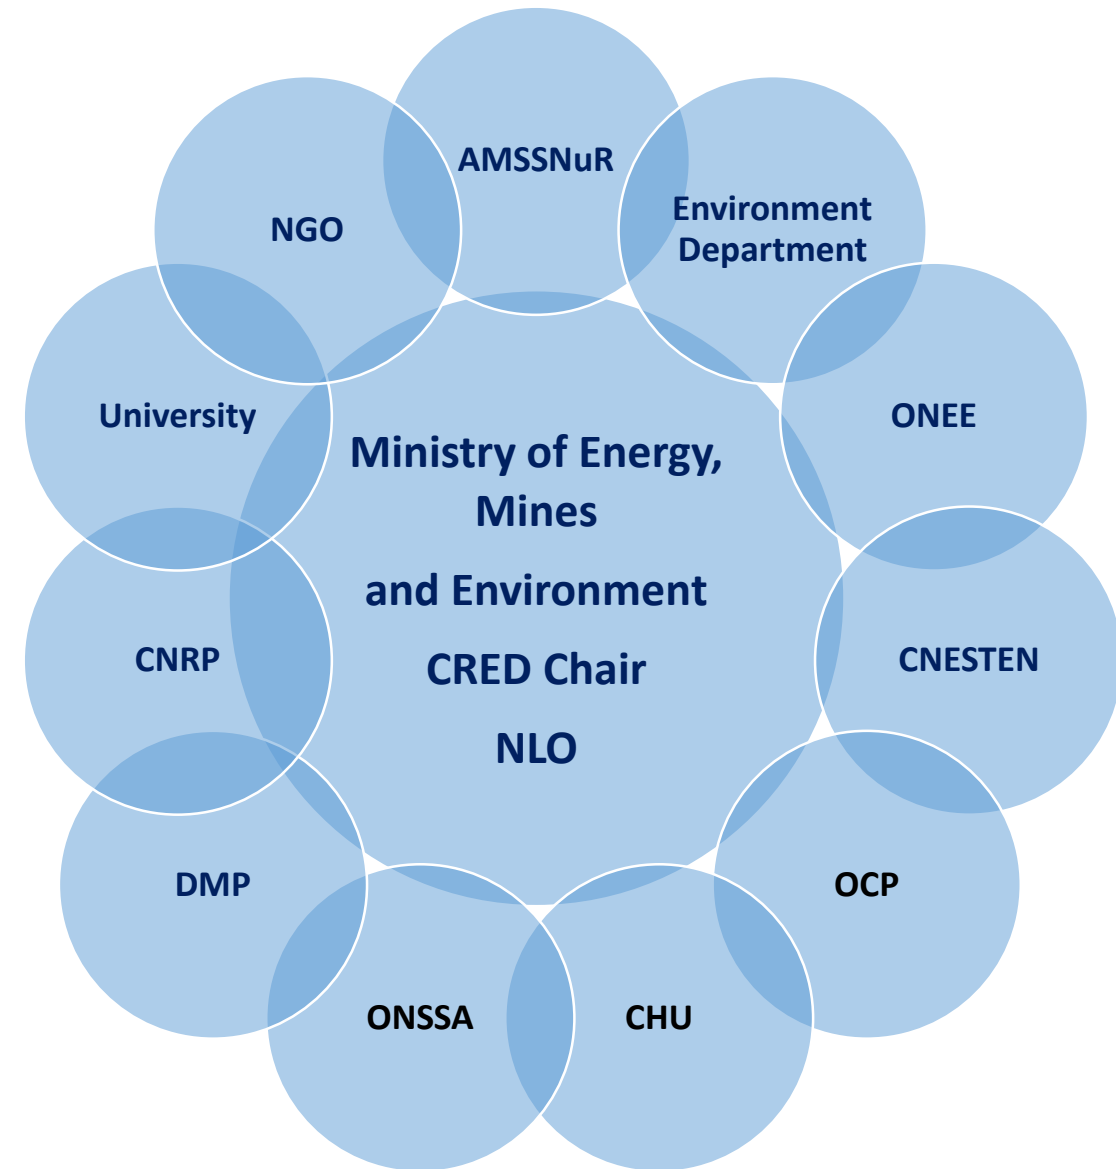 AMSSNuR
Environment
Department
ONEE
CNESTEN
OCP
CHU
ONSSA
DMP
CNRP
University
NGO
Ministry of Energy,
Mines
and Environment
CRED Chair
NLO